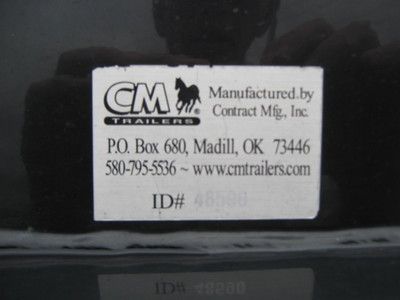 CM
TRAILERS
Manufactured by
Contract Mfg., Inc.
P.O. Box 680, Madill, OK 73446
580-795-5536 ~ www.cmtrailers.com
ID# 48590